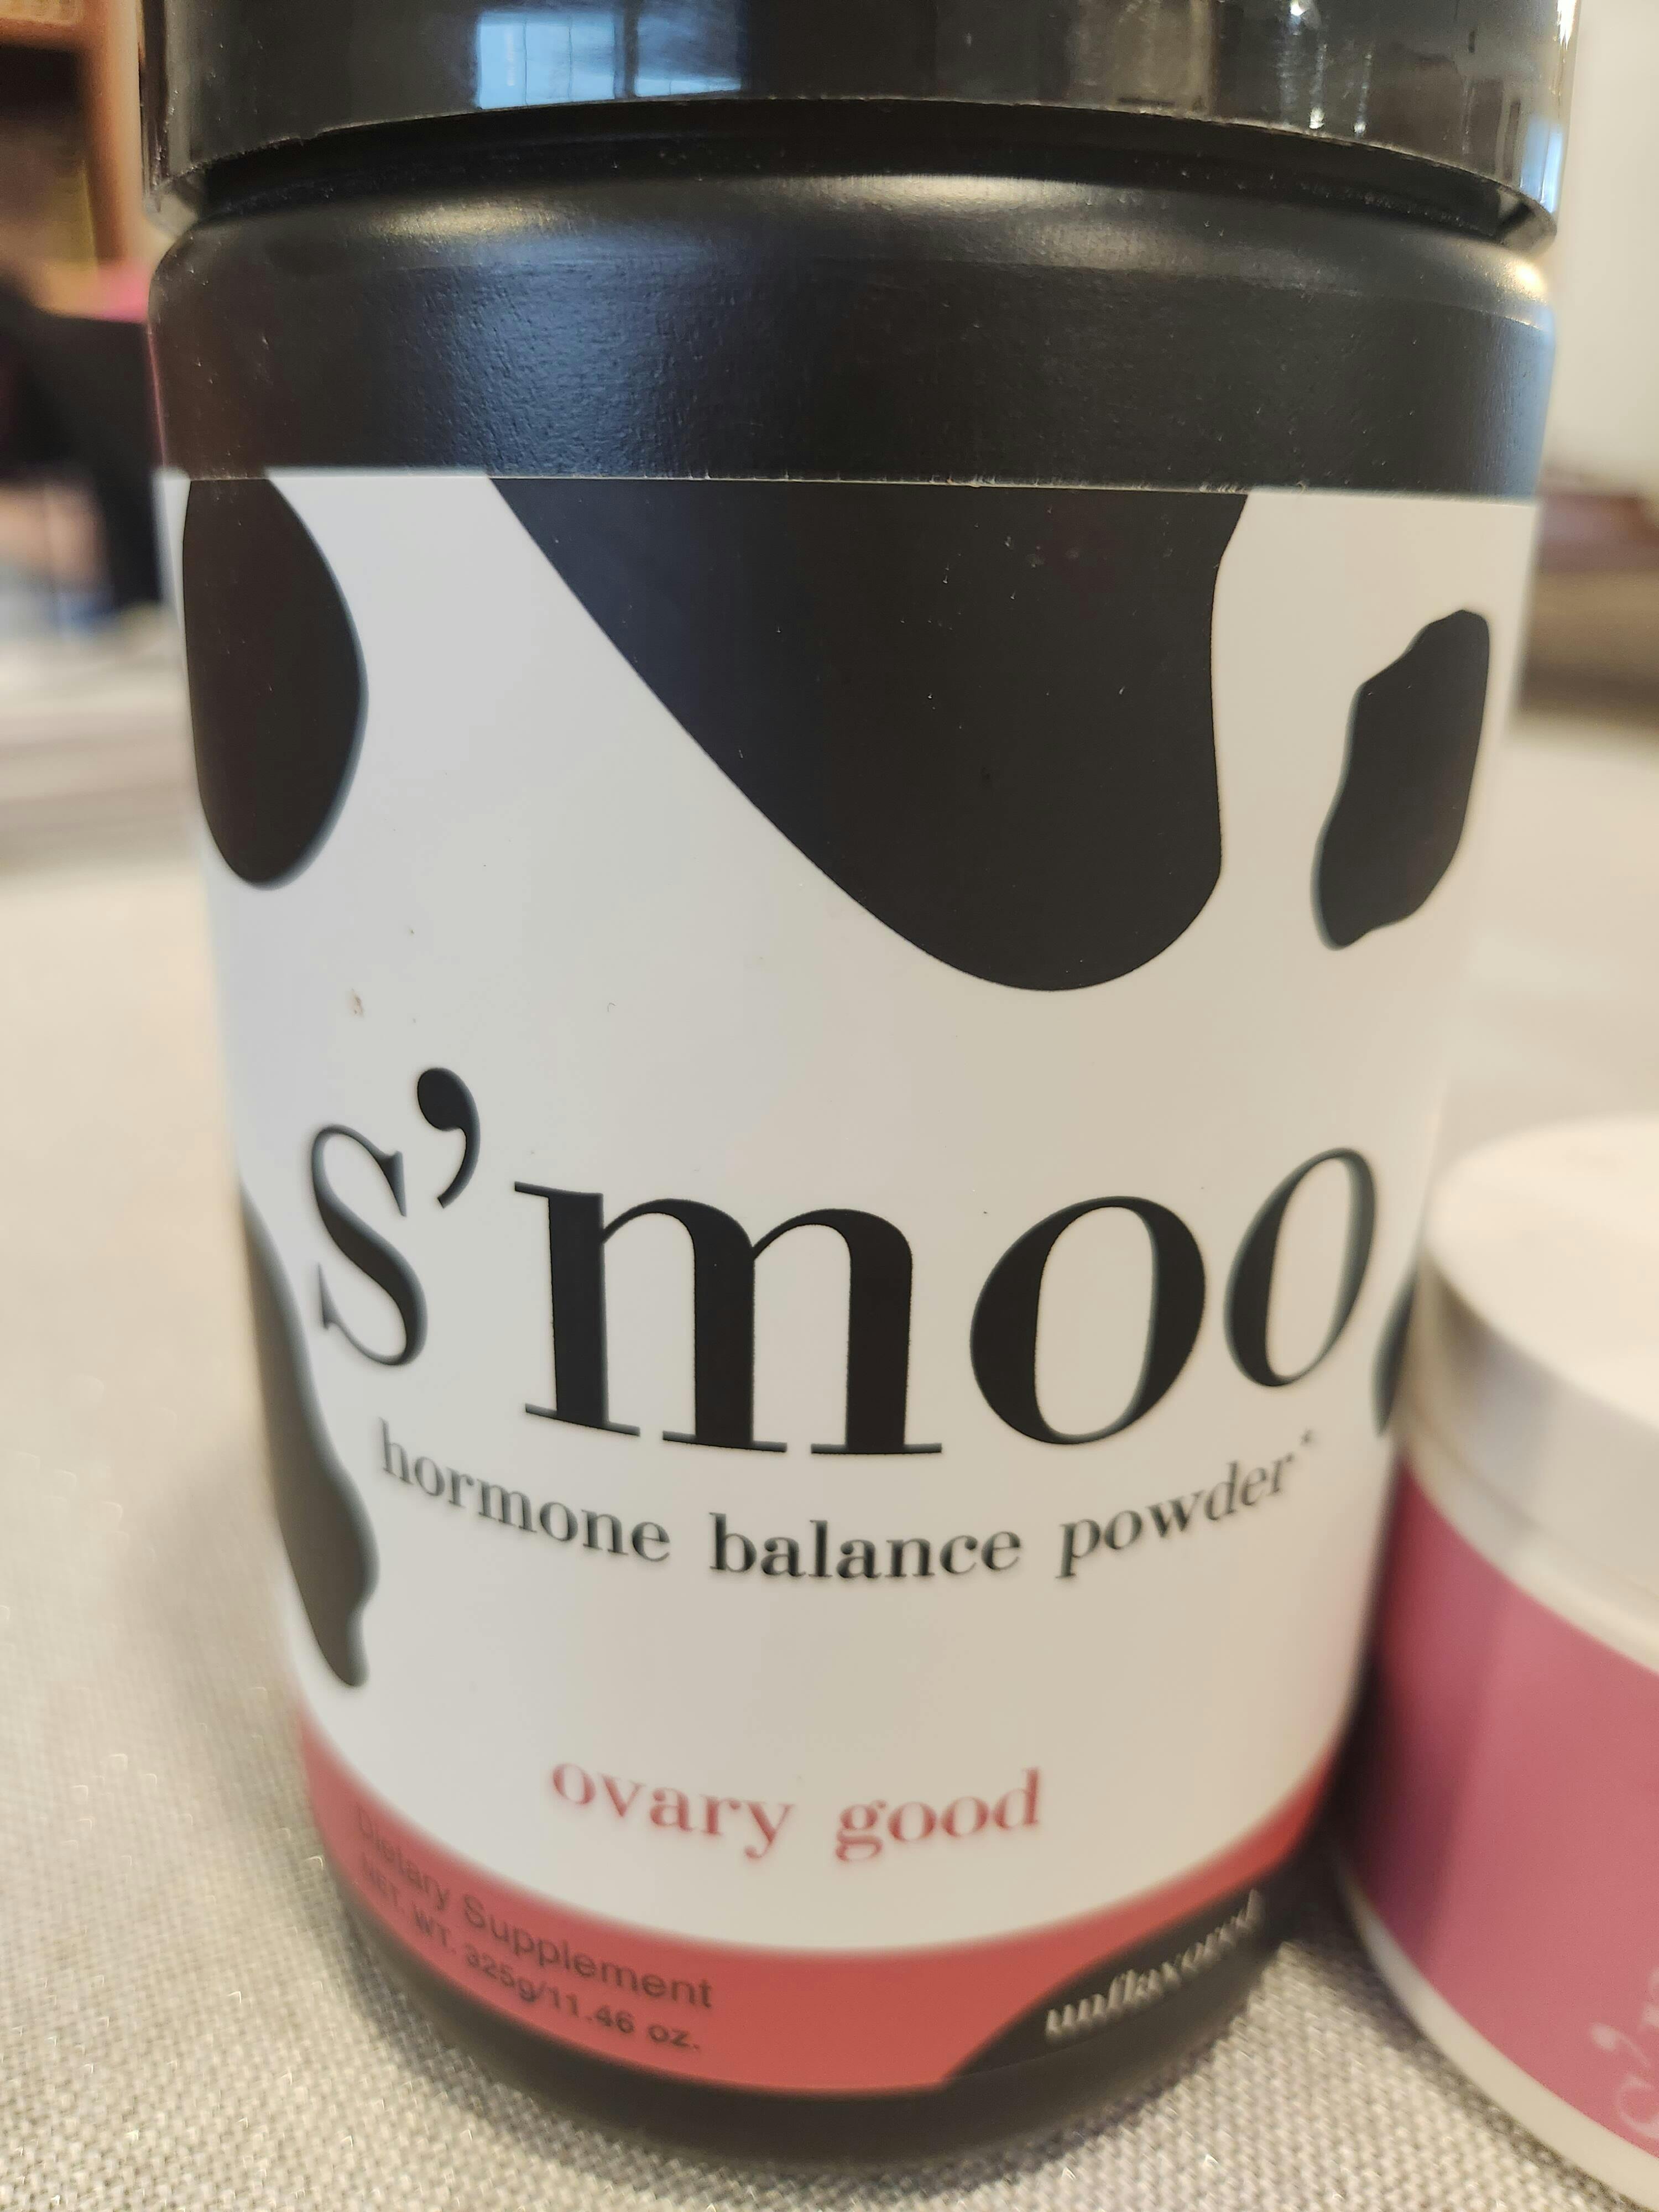 s'moo
hormone balance powder*
ovary good
Dietary Supplement
NET. WT. 325g/11.46 oz.
unflavored